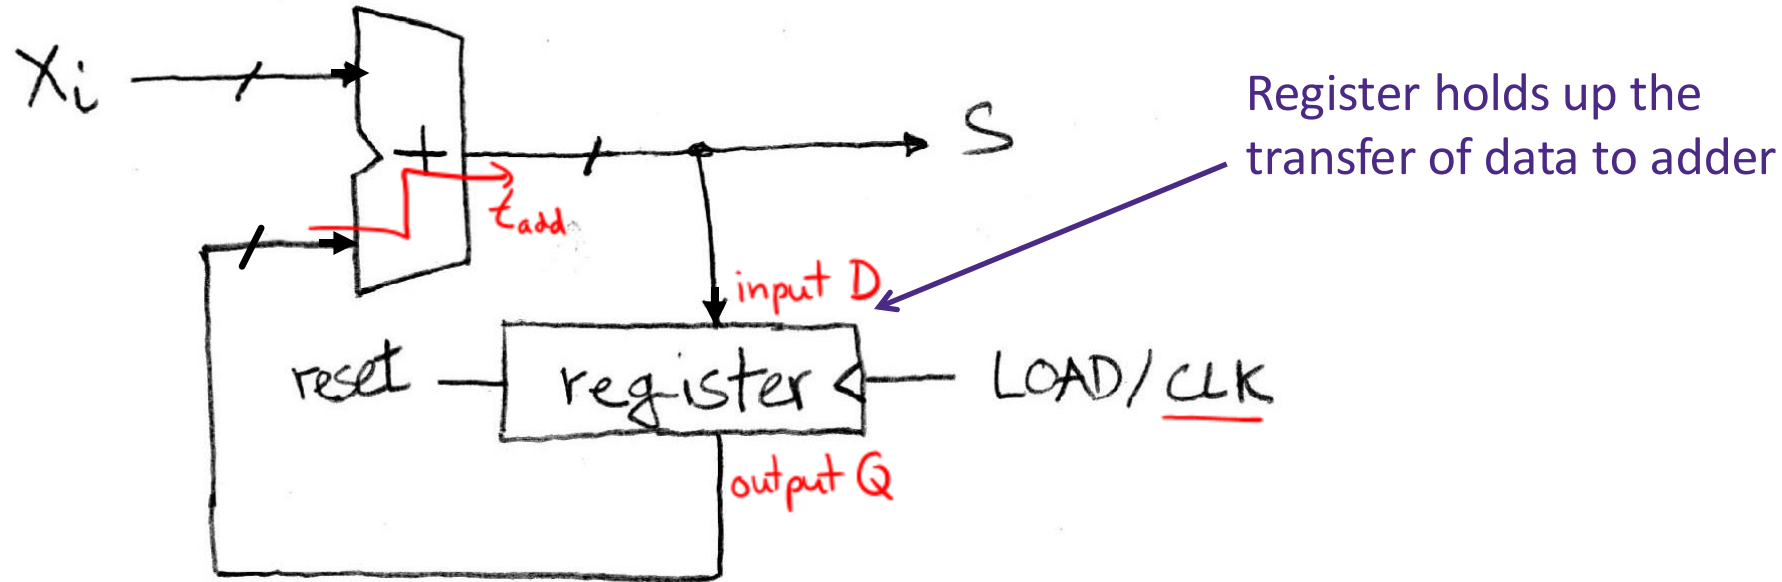 Xi
+
S
tadd
Register holds up the
transfer of data to adder
input D
reset
register
LOAD/CLK
output Q